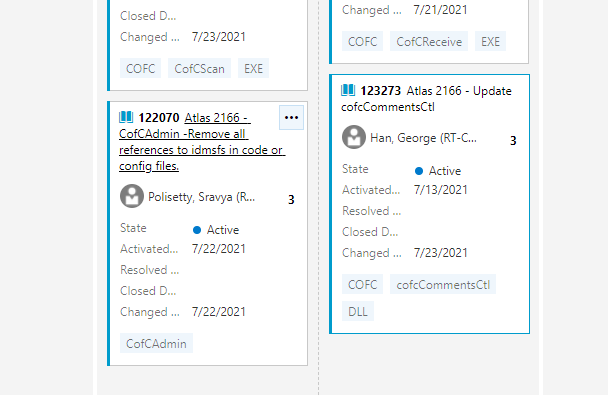 Closed D...
Changed ... 7/23/2021
COFC CofCScan EXE
122070 Atlas 2166 -
CofCAdmin -Remove all
references to idmsfs in code or
config files.
Polisetty, Sravya (R...
3
State Active
Activated... 7/22/2021
Resolved ...
Closed D...
Changed ... 7/22/2021
CofCAdmin
Changed ... 7/21/2021
COFC CofCReceive EXE
123273 Atlas 2166 - Update
cofcCommentsCtl
Han, George (RT-C...
3
State Active
Activated... 7/13/2021
Resolved ...
Closed D...
Changed ... 7/23/2021
COFC cofcCommentsCtl
DLL